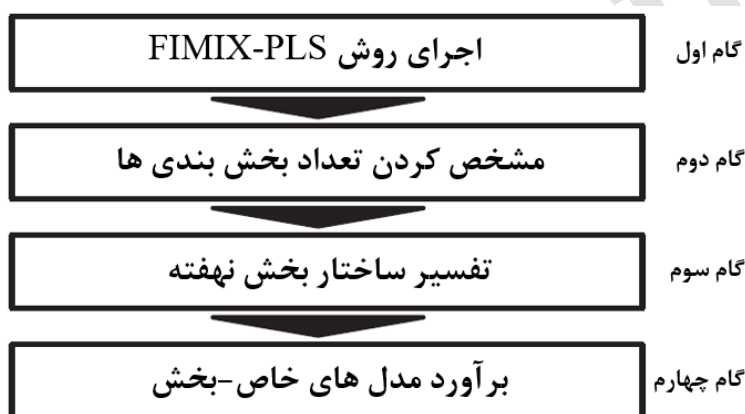 گام اول
اجرای روش FIMIX-PLS
گام دوم
مشخص کردن تعداد بخش بندی ها
گام سوم
تفسیر ساختار بخش نهفته
گام چهارم
برآورد مدل های خاص-بخش